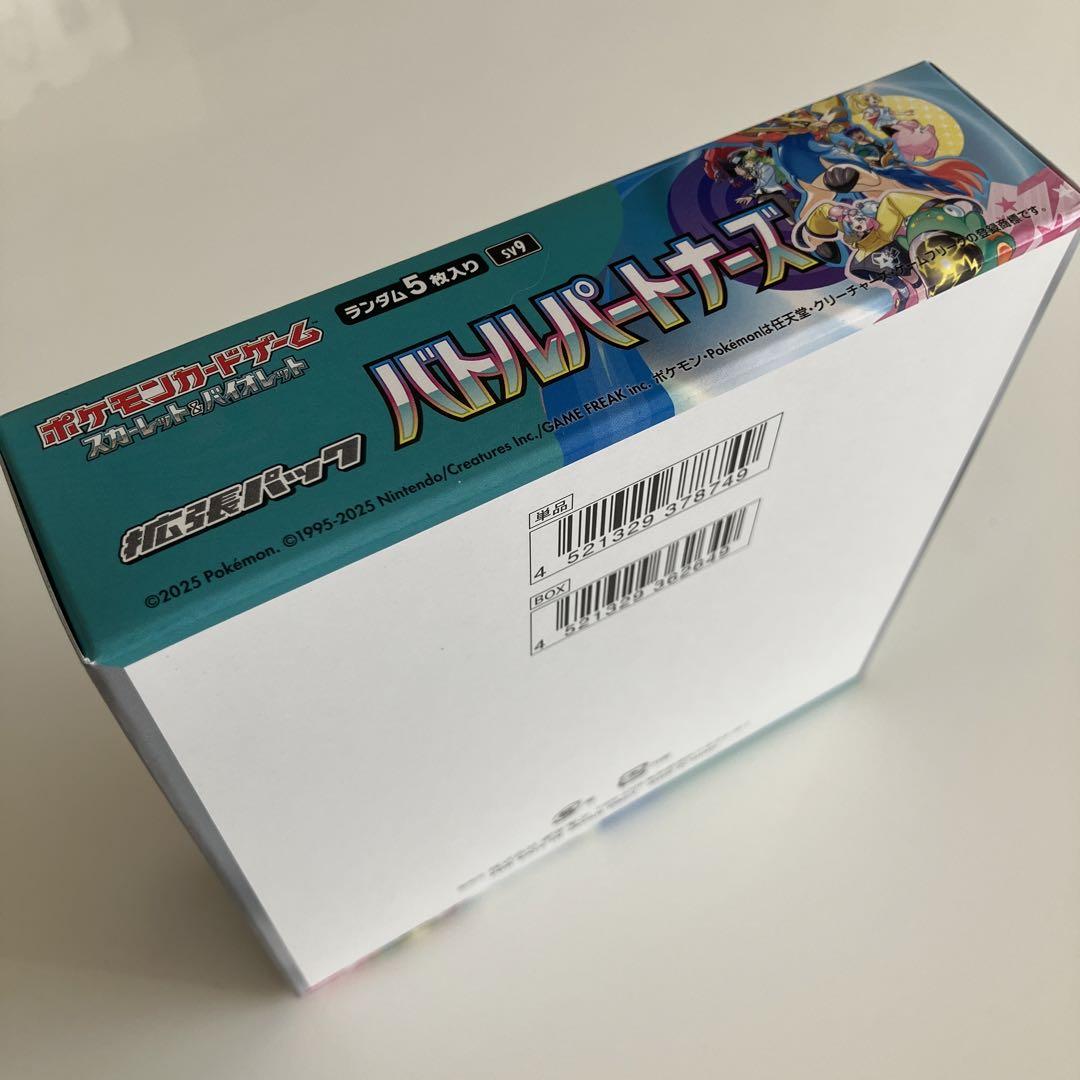 ポケモンカードゲーム
スカーレット&バイオレット
ランダム5枚入り
sv9
拡張パック
バトルパートナーズ
©2025 Pokémon. ©1995-2025 Nintendo/Creatures Inc./GAME FREAK inc. ポケモン・Pokémonは任天堂・クリーチャーズ・ゲームフリークの登録商標です。
単品
4 521329 378749
BOX
4 521329 362649